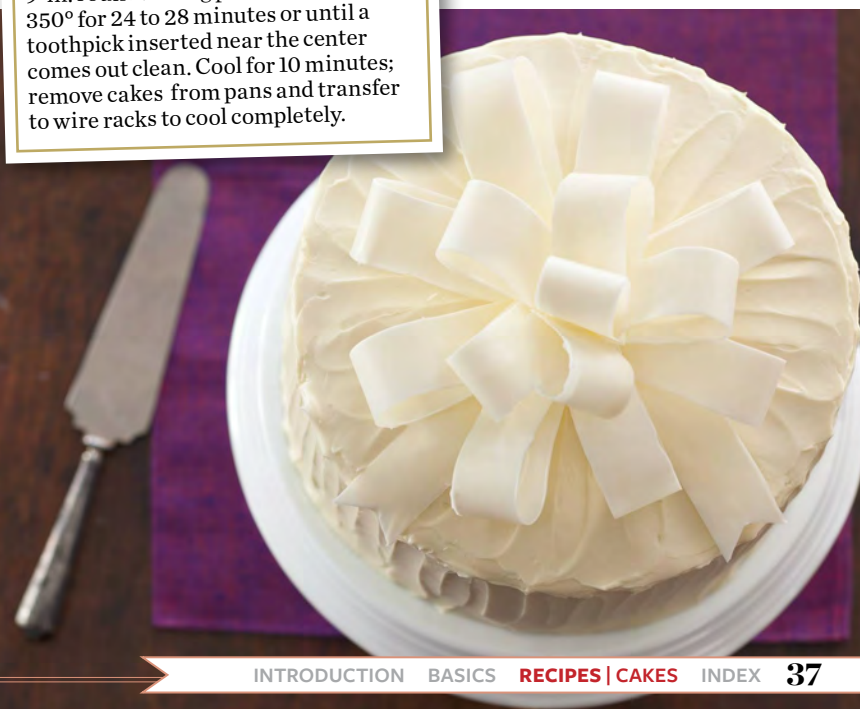 350° for 24 to 28 minutes or until a
toothpick inserted near the center
comes out clean. Cool for 10 minutes;
remove cakes from pans and transfer
to wire racks to cool completely.
INTRODUCTION BASICS RECIPES | CAKES INDEX 37